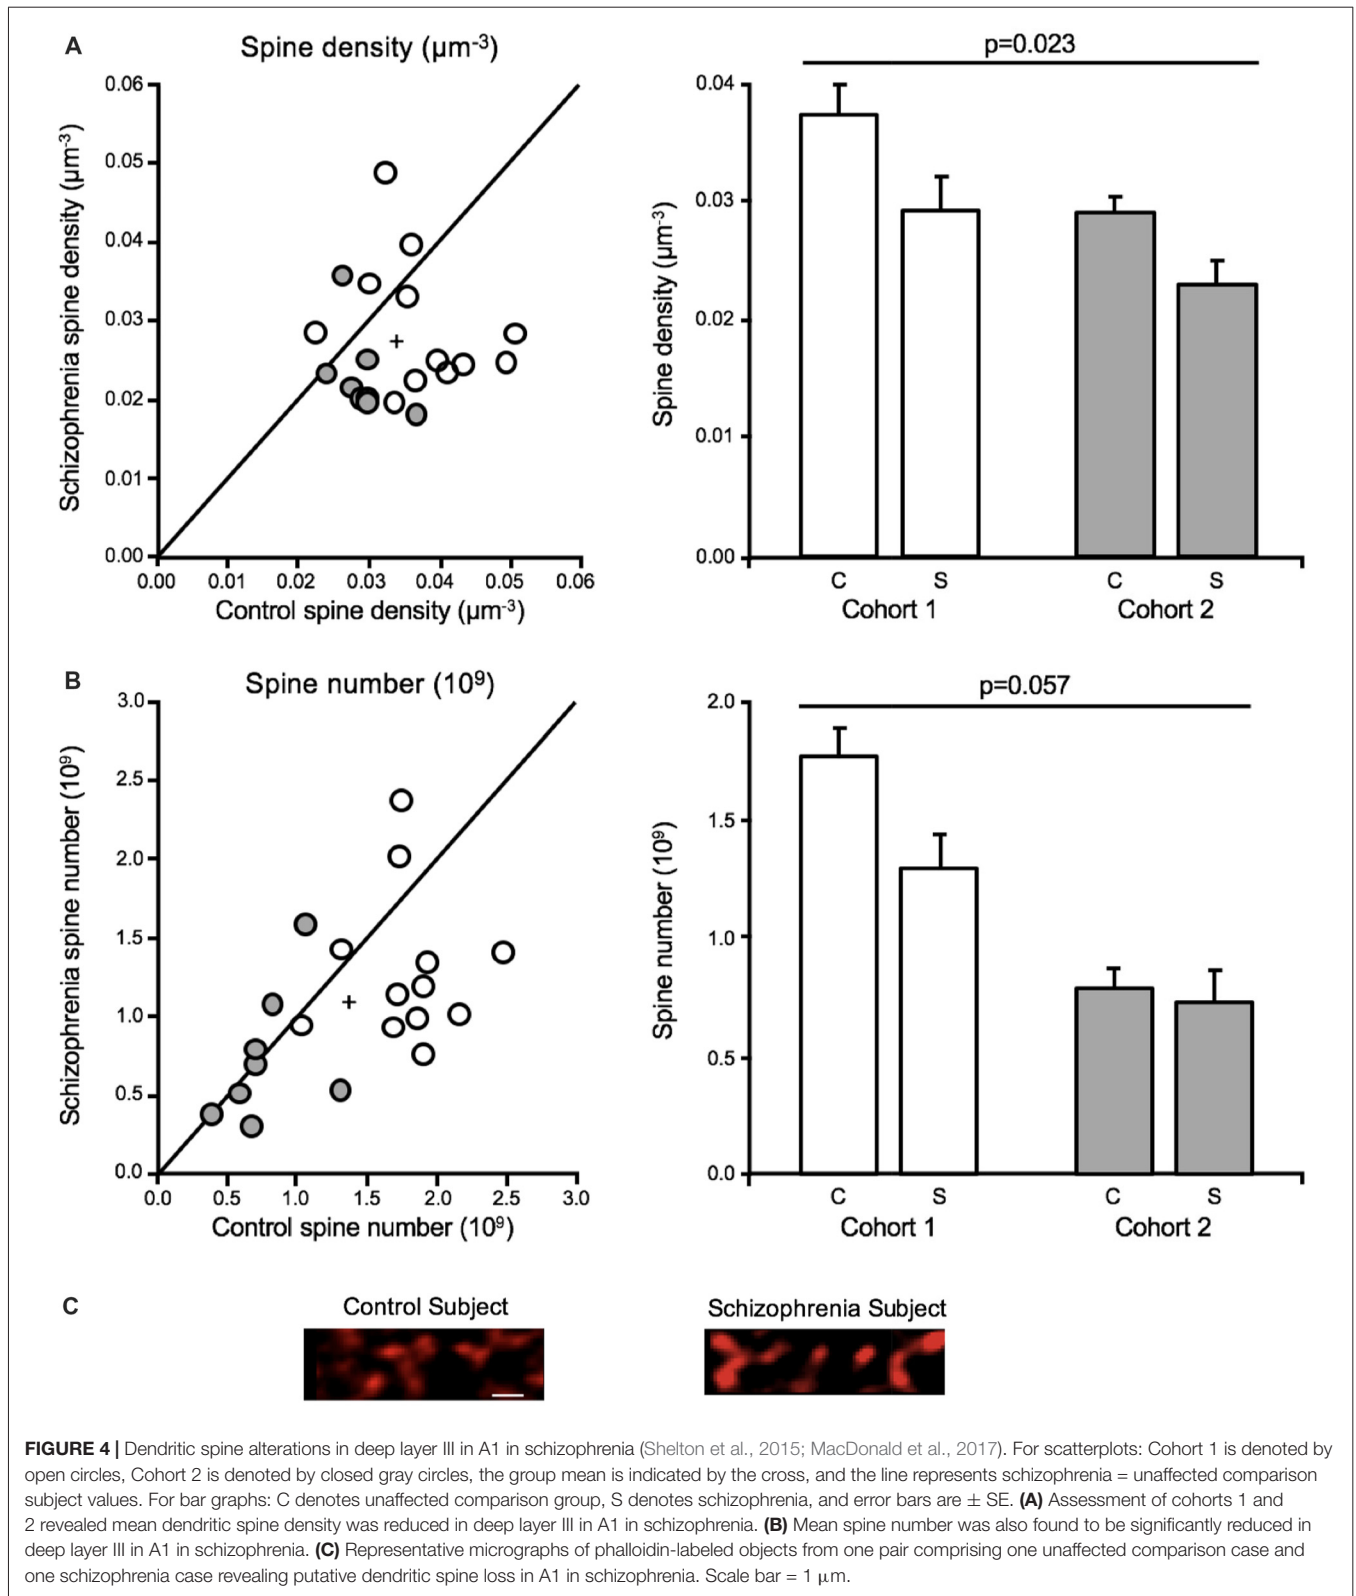 A
Spine density (µm-3)
Schizophrenia spine density (µm-3)
0.06
0.05
0.04
0.03
0.02
0.01
0.00
0.00 0.01 0.02 0.03 0.04 0.05 0.06
Control spine density (µm-3)
p=0.023
Spine density (µm-3)
0.04
0.03
0.02
0.01
0.00
C S C S
Cohort 1 Cohort 2
B
Spine number (10⁹)
Schizophrenia spine number (10⁹)
3.0
2.5
2.0
1.5
1.0
0.5
0.0
0.0 0.5 1.0 1.5 2.0 2.5 3.0
Control spine number (10⁹)
p=0.057
Spine number (10⁹)
2.0
1.5
1.0
0.5
0.0
C S C S
Cohort 1 Cohort 2
C
Control Subject
Schizophrenia Subject
FIGURE 4 | Dendritic spine alterations in deep layer III in A1 in schizophrenia (Shelton et al., 2015; MacDonald et al., 2017). For scatterplots: Cohort 1 is denoted by
open circles, Cohort 2 is denoted by closed gray circles, the group mean is indicated by the cross, and the line represents schizophrenia = unaffected comparison
subject values. For bar graphs: C denotes unaffected comparison group, S denotes schizophrenia, and error bars are ± SE. (A) Assessment of cohorts 1 and
2 revealed mean dendritic spine density was reduced in deep layer III in A1 in schizophrenia. (B) Mean spine number was also found to be significantly reduced in
deep layer III in A1 in schizophrenia. (C) Representative micrographs of phalloidin-labeled objects from one pair comprising one unaffected comparison case and
one schizophrenia case revealing putative dendritic spine loss in A1 in schizophrenia. Scale bar = 1 µm.